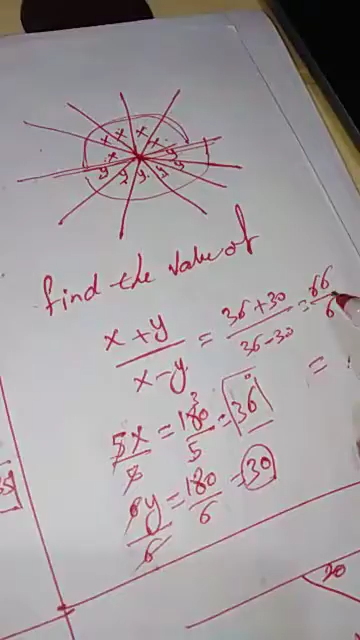 x x x x x
y y y y y y
find the value of
x+y / x-y = 36+30 / 36-30 = 66 / 6
=
5x / 5 = 180 / 5 = 36°
6y / 6 = 180 / 6 = 30
20